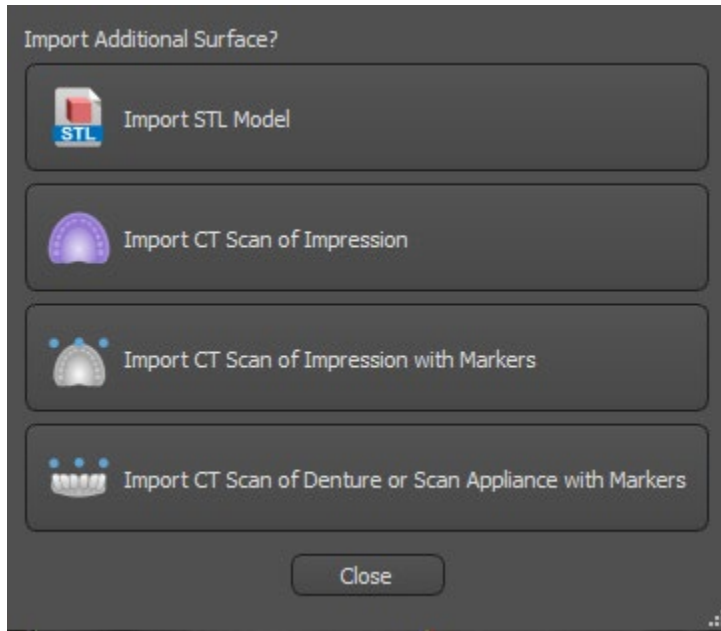 Import Additional Surface?
STL
Import STL Model
Import CT Scan of Impression
Import CT Scan of Impression with Markers
Import CT Scan of Denture or Scan Appliance with Markers
Close